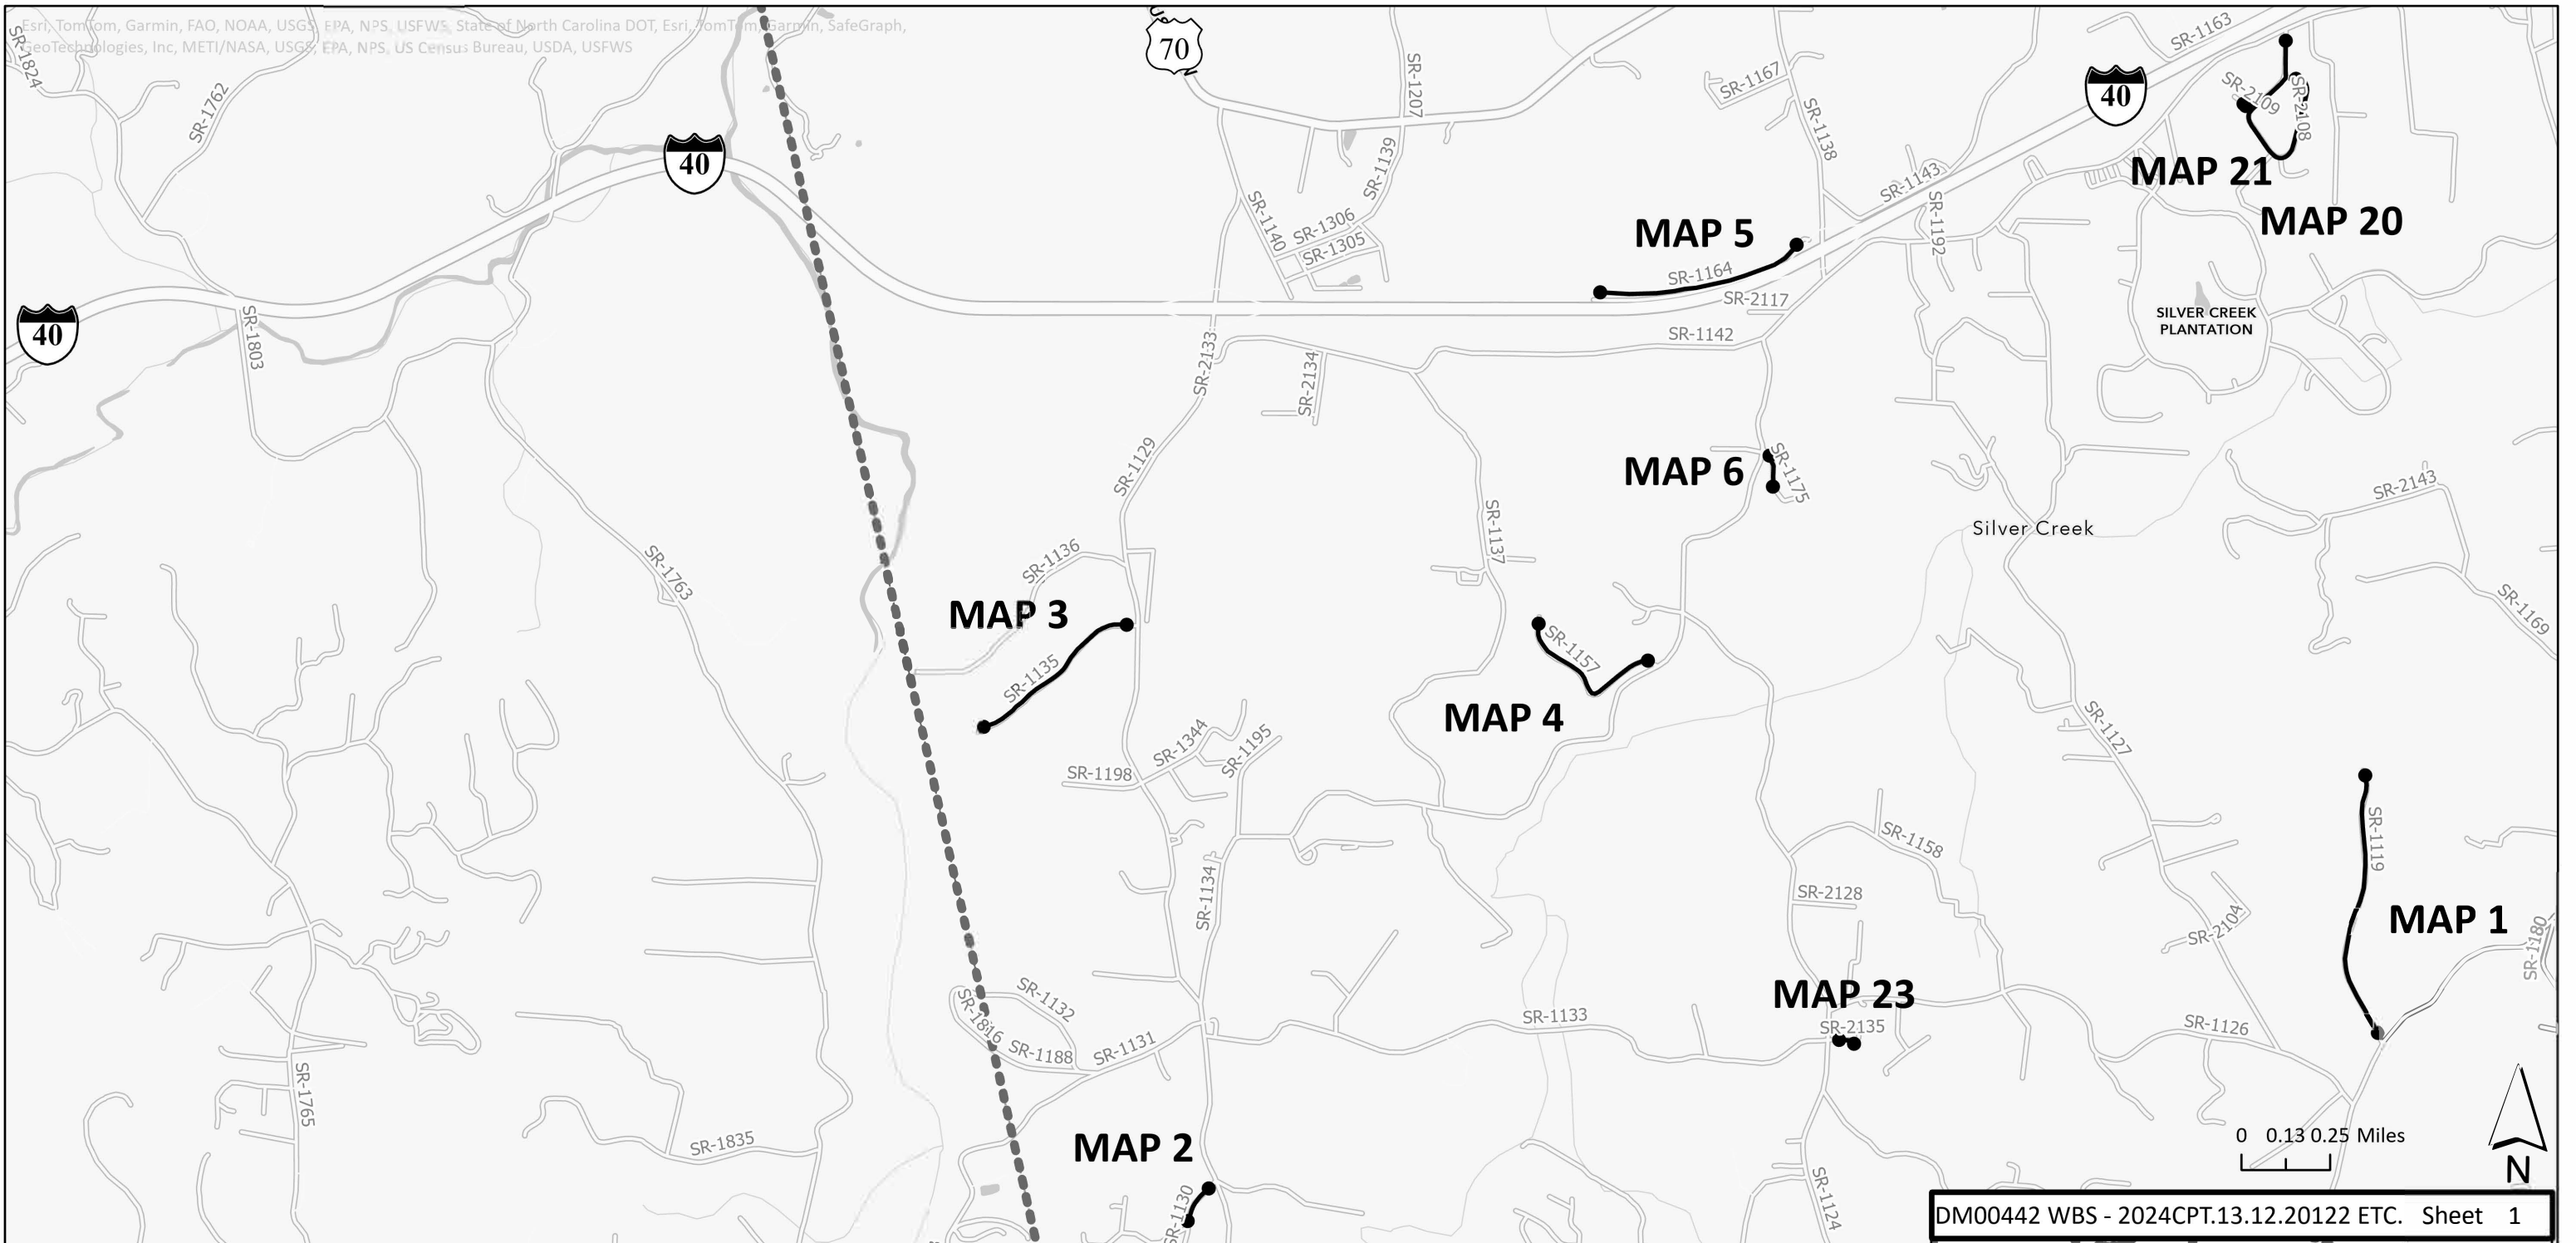 Esri, TomTom, Garmin, FAO, NOAA, USGS, EPA, NPS, USFWS, State of North Carolina DOT, Esri, TomTom, Garmin, SafeGraph,
GeoTechnologies, Inc, METI/NASA, USGS, EPA, NPS, US Census Bureau, USDA, USFWS
SR-1824
SR-1762
70
SR-1207
SR-1167
SR-1163
SR-1138
40
SR-2109
SR-2108
40
SR-1139
MAP 21
SR-1143
MAP 20
SR-1140
SR-1306
SR-1305
SR-1192
MAP 5
SR-1164
SR-2117
40
SR-1803
SILVER CREEK
PLANTATION
SR-1142
SR-2133
SR-2134
SR-1129
MAP 6
SR-1175
SR-2143
SR-1137
Silver Creek
SR-1136
SR-1763
MAP 3
SR-1135
SR-1157
SR-1169
MAP 4
SR-1127
SR-1344
SR-1195
SR-1198
SR-1119
SR-1158
SR-1134
SR-2128
MAP 1
SR-2104
SR-1180
MAP 23
SR-1132
SR-1816
SR-1133
SR-2135
SR-1126
SR-1131
SR-1188
SR-1765
SR-1835
MAP 2
0 0.13 0.25 Miles
N
SR-1130
SR-1124
DM00442 WBS - 2024CPT.13.12.20122 ETC. Sheet 1